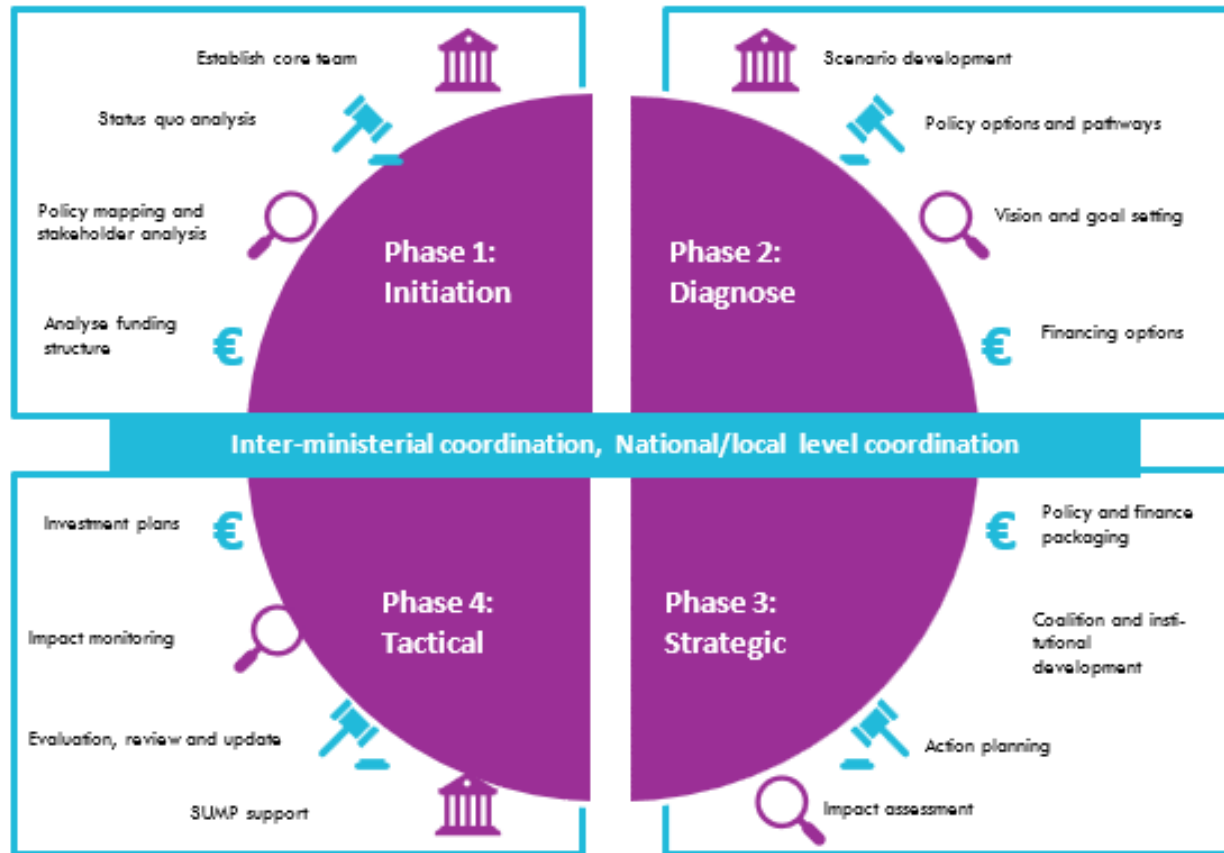 Establish core team
Status quo analysis
Policy mapping and
stakeholder analysis
Analyse funding
structure
€
Phase 1:
Initiation
Scenario development
Policy options and pathways
Vision and goal setting
Financing options
€
Phase 2:
Diagnose
Inter-ministerial coordination, National/local level coordination
Investment plans
€
Impact monitoring
Evaluation, review and update
SUMP support
Phase 4:
Tactical
Phase 3:
Strategic
€
Policy and finance
packaging
Coalition and insti-
tutional
development
Action planning
Impact assessment